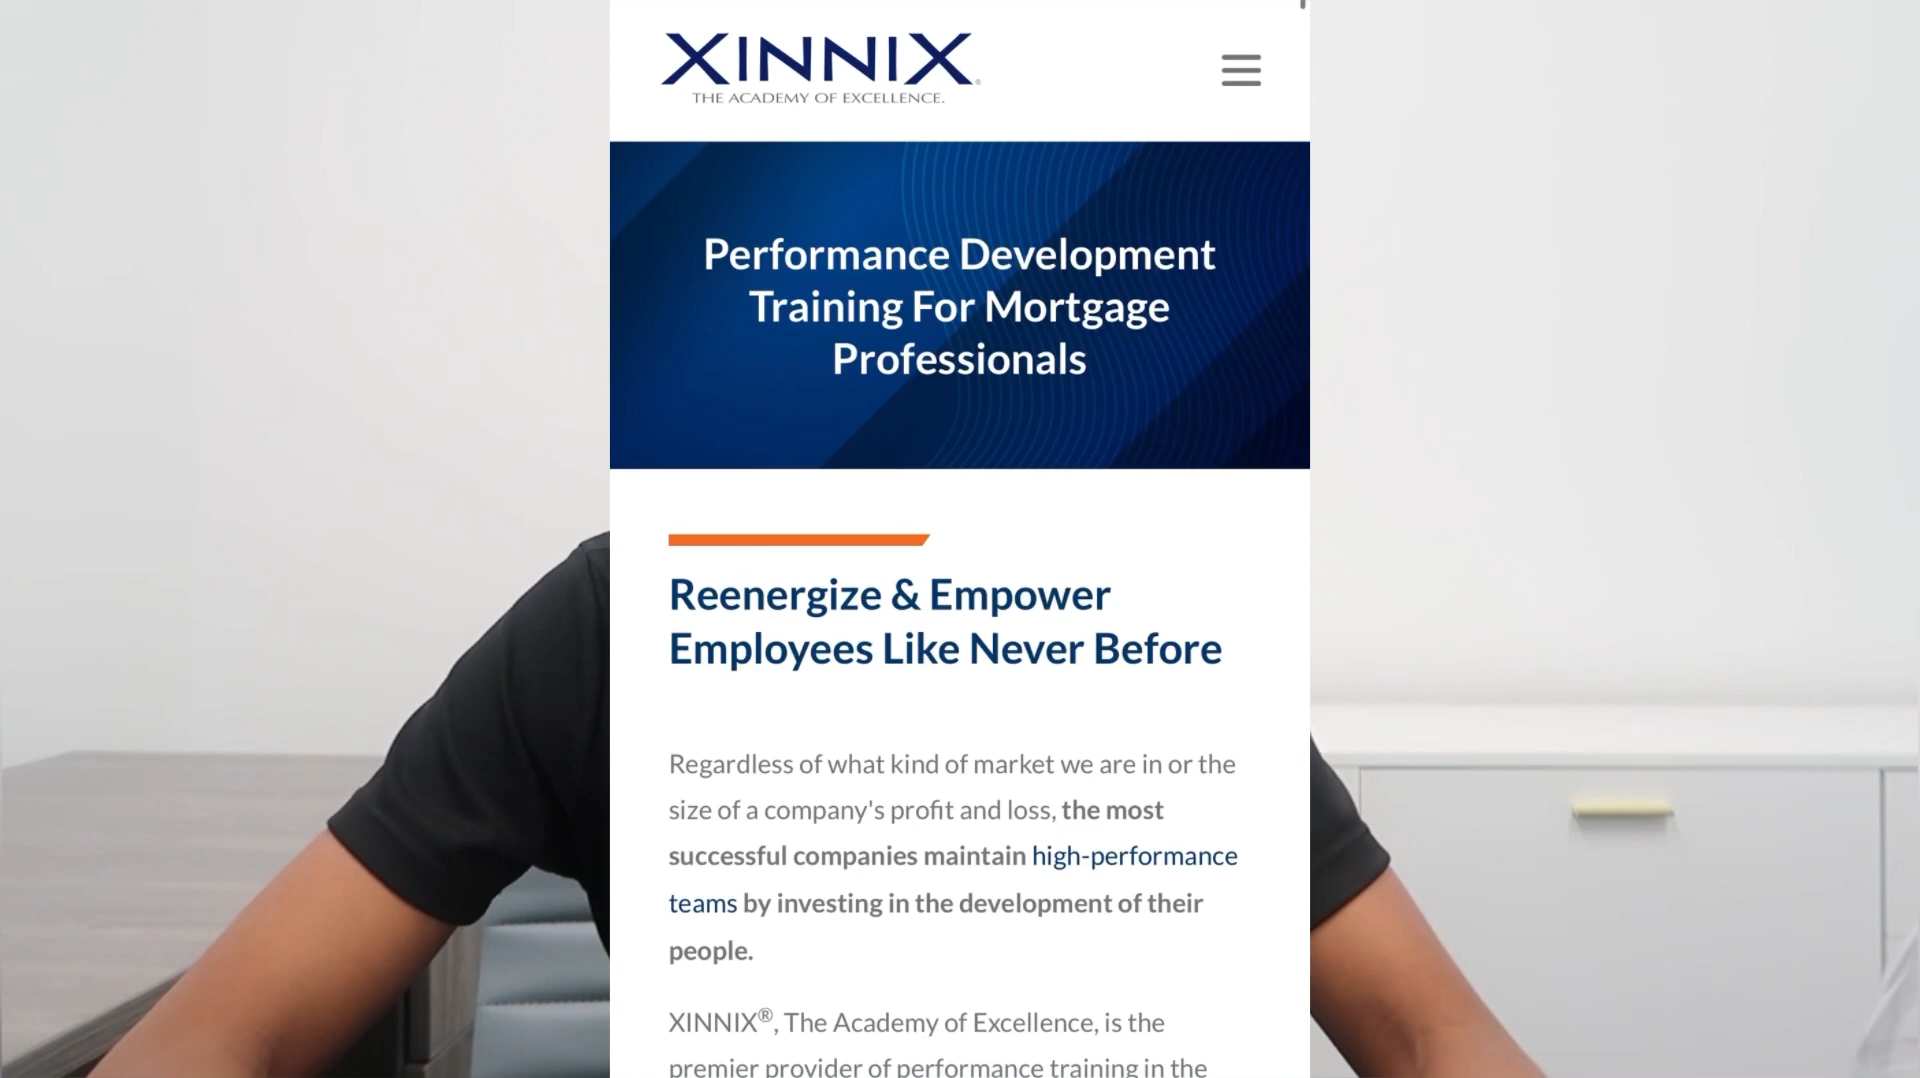 XINNIX®
THE ACADEMY OF EXCELLENCE.
Performance Development
Training For Mortgage
Professionals
Reenergize & Empower
Employees Like Never Before
Regardless of what kind of market we are in or the
size of a company's profit and loss, the most
successful companies maintain high-performance
teams by investing in the development of their
people.
XINNIX®, The Academy of Excellence, is the
premier provider of performance training in the